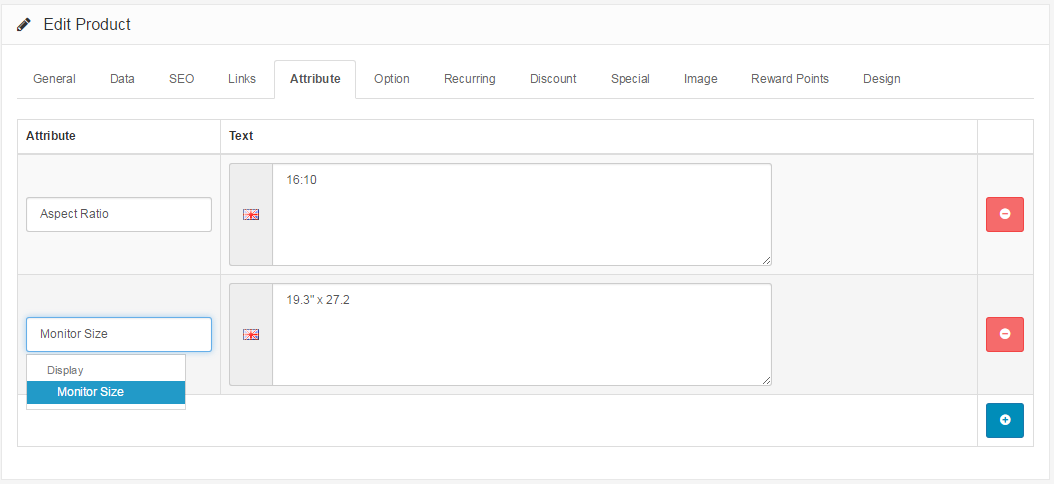 Edit Product
General Data SEO Links Attribute Option Recurring Discount Special Image Reward Points Design
Attribute Text
Aspect Ratio 16:10
Monitor Size 19.3" x 27.2
Display
Monitor Size